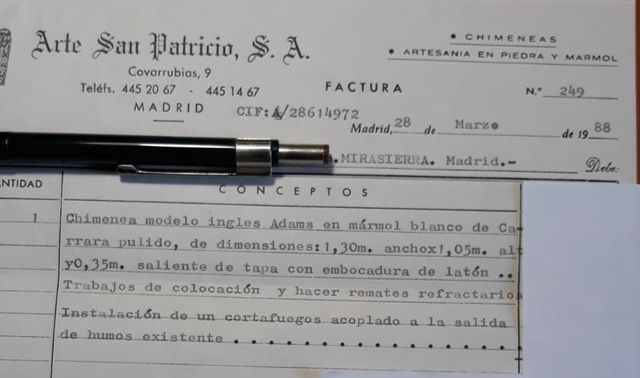 Arte San Patricio, S. A.
Covarrubias, 9
Teléfs. 445 20 67 - 445 14 67
MADRID
CIF: A/28614972
• CHIMENEAS
• ARTESANIA EN PIEDRA Y MARMOL
FACTURA
N.º 249
Madrid, 28 de Marzo de 1988
.MIRASIERRA. Madrid.-
Debe:
ANTIDAD
CONCEPTOS
1 Chimenea modelo ingles Adams en mármol blanco de Ca-
rrara pulido, de dimensiones:1,30m. anchox1,05m. alt
y0,35m. saliente de tapa con embocadura de latón ..
Trabajos de colocación y hacer remates refractarios
Instalación de un cortafuegos acoplado a la salida
de humos existente . . . . . . . . . . . . . . . . .